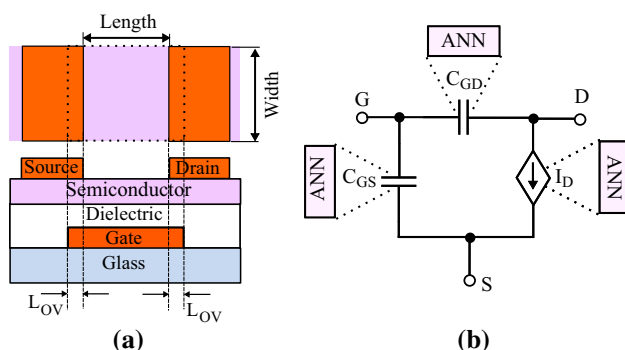 Length
Width
Source
Drain
Semiconductor
Dielectric
Gate
Glass
L_OV
L_OV
(a)
ANN
C_GD
G
D
ANN
C_GS
I_D
ANN
S
(b)